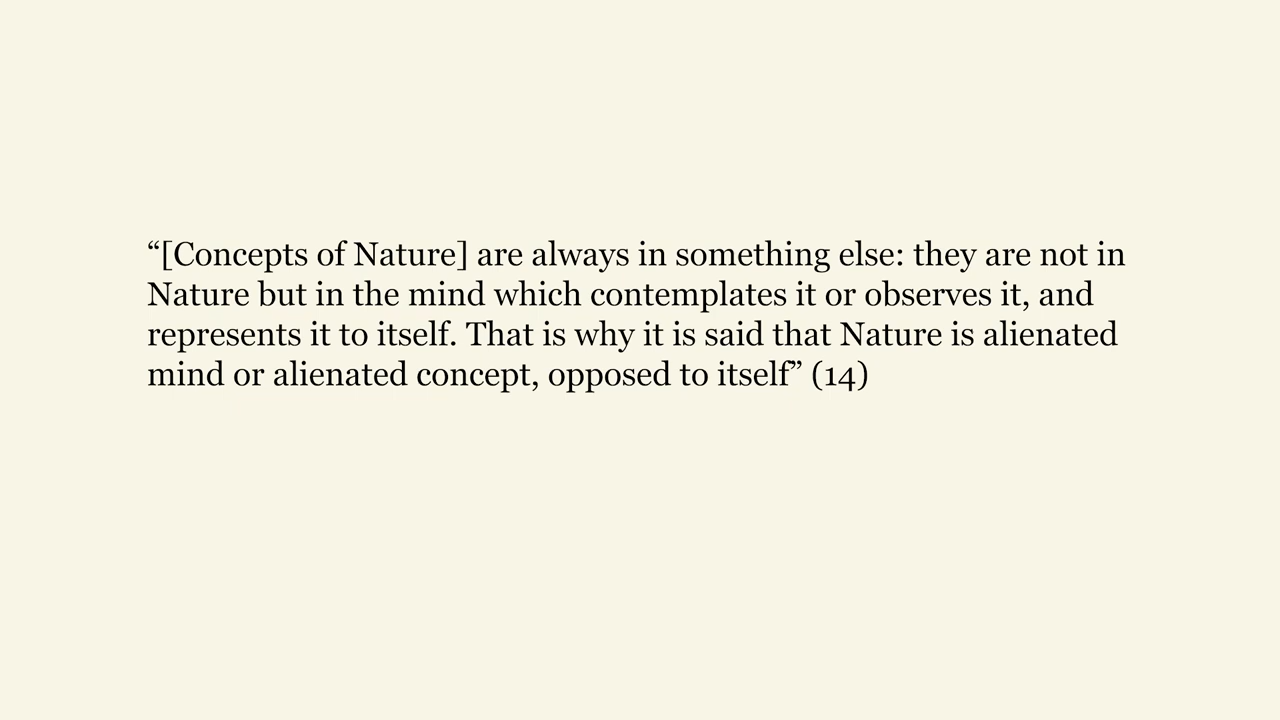 “[Concepts of Nature] are always in something else: they are not in
Nature but in the mind which contemplates it or observes it, and
represents it to itself. That is why it is said that Nature is alienated
mind or alienated concept, opposed to itself” (14)